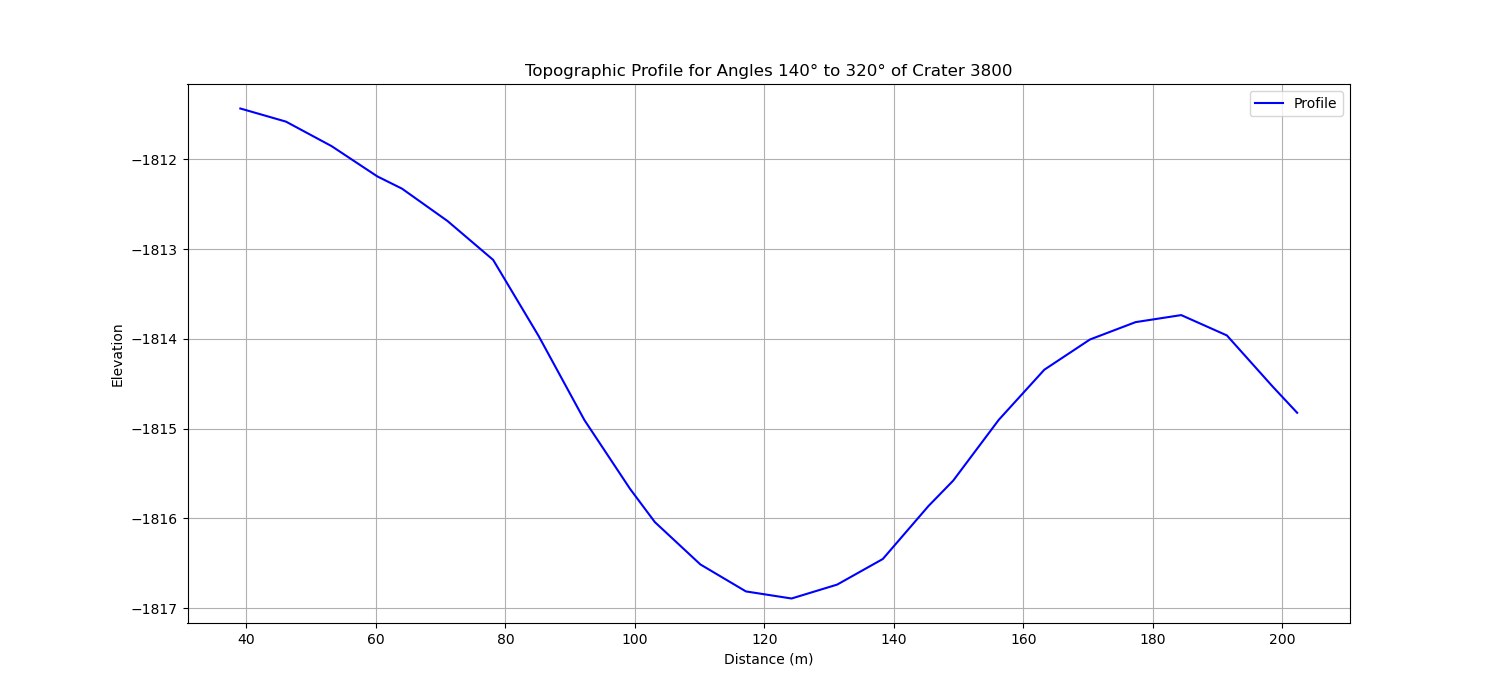 Topographic Profile for Angles 140° to 320° of Crater 3800
Profile
−1812
−1813
−1814
−1815
−1816
−1817
Elevation
40 60 80 100 120 140 160 180 200
Distance (m)